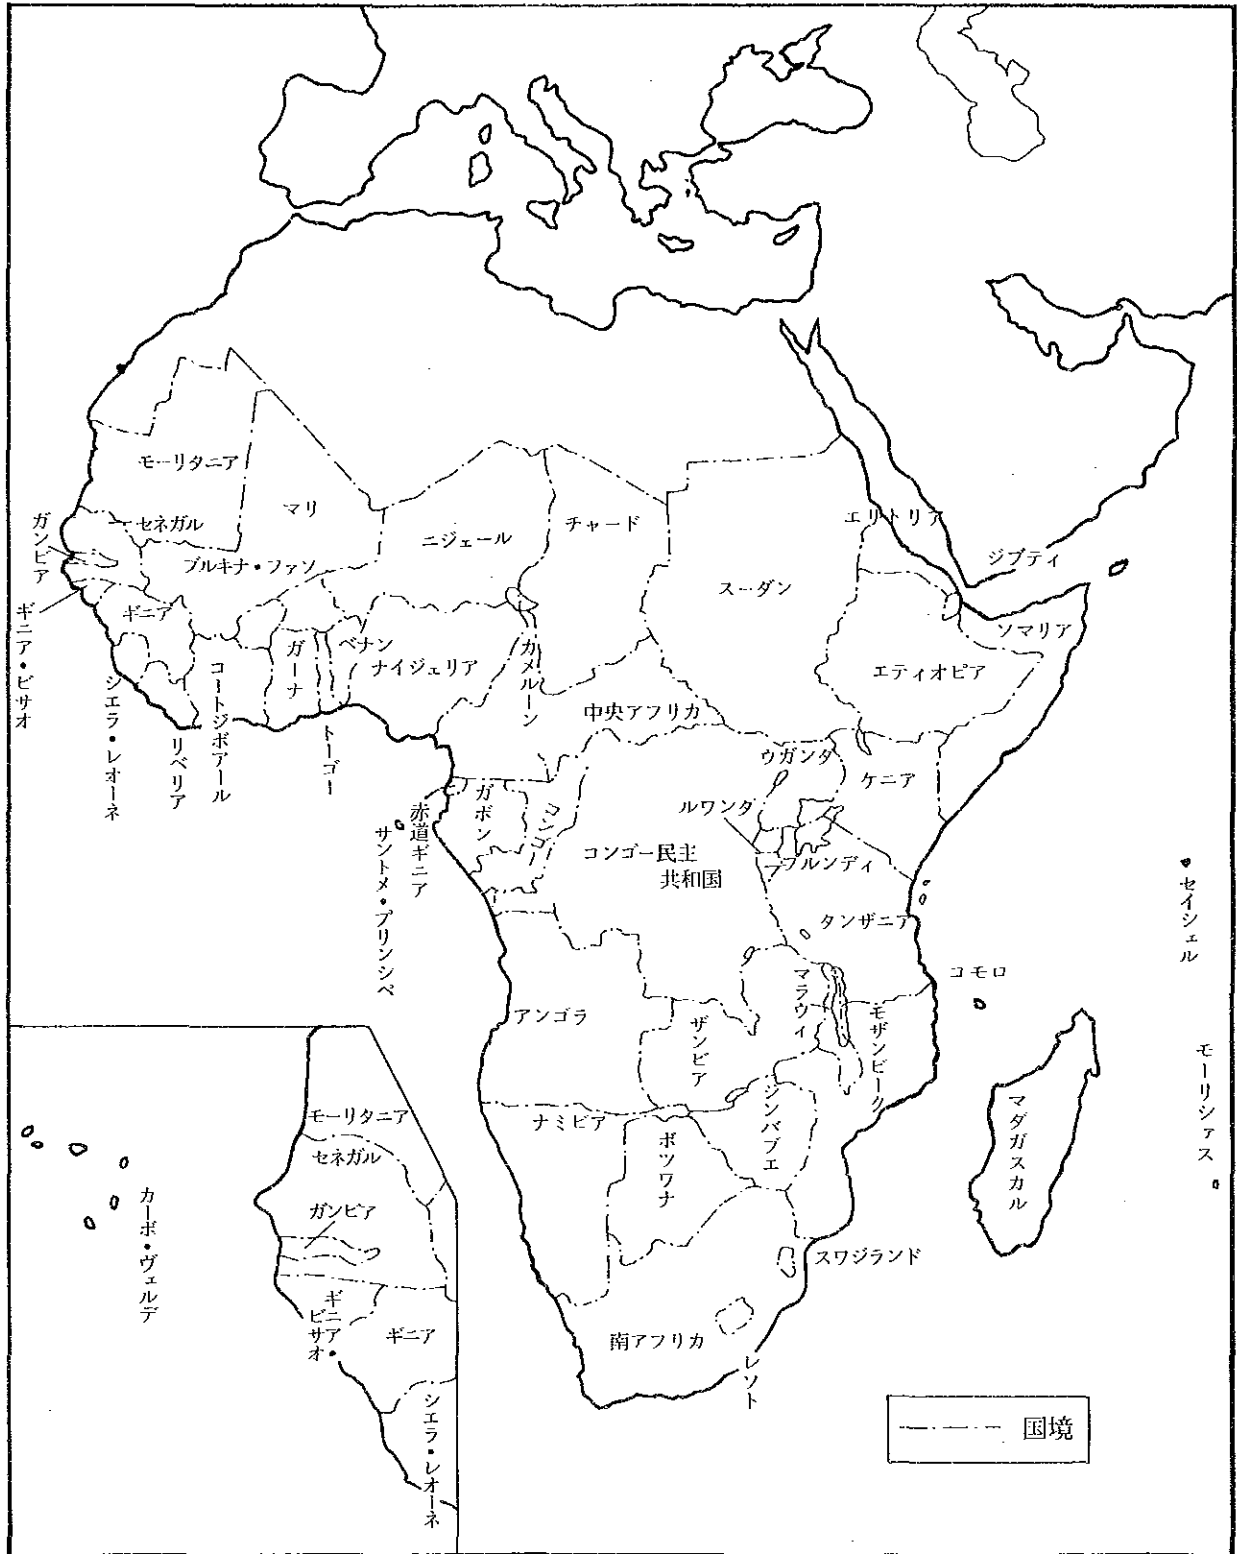 モーリタニア
マリ
ニジェール
チャード
スーダン
エリトリア
ジブティ
セネガル
ガンビア
ブルキナ・ファソ
ギニア・ビサオ
ギニア
シエラ・レオーネ
リベリア
コートジボアール
ガーナ
トーゴー
ベナン
ナイジェリア
カメルーン
中央アフリカ
エティオピア
ソマリア
ウガンダ
ケニア
ルワンダ
ブルンディ
コンゴー民主
共和国
コンゴー
ガボン
赤道ギニア
サントメ・プリンシペ
タンザニア
セイシェル
コモロ
マラウィ
モザンビーク
アンゴラ
ザンビア
ジンバブエ
ナミビア
ボツワナ
マダガスカル
モーリシァス
スワジランド
南アフリカ
レソト
モーリタニア
セネガル
ガンビア
ギニア・
ビサオ
ギニア
シエラ・レオーネ
カーボ・ヴェルデ
国境